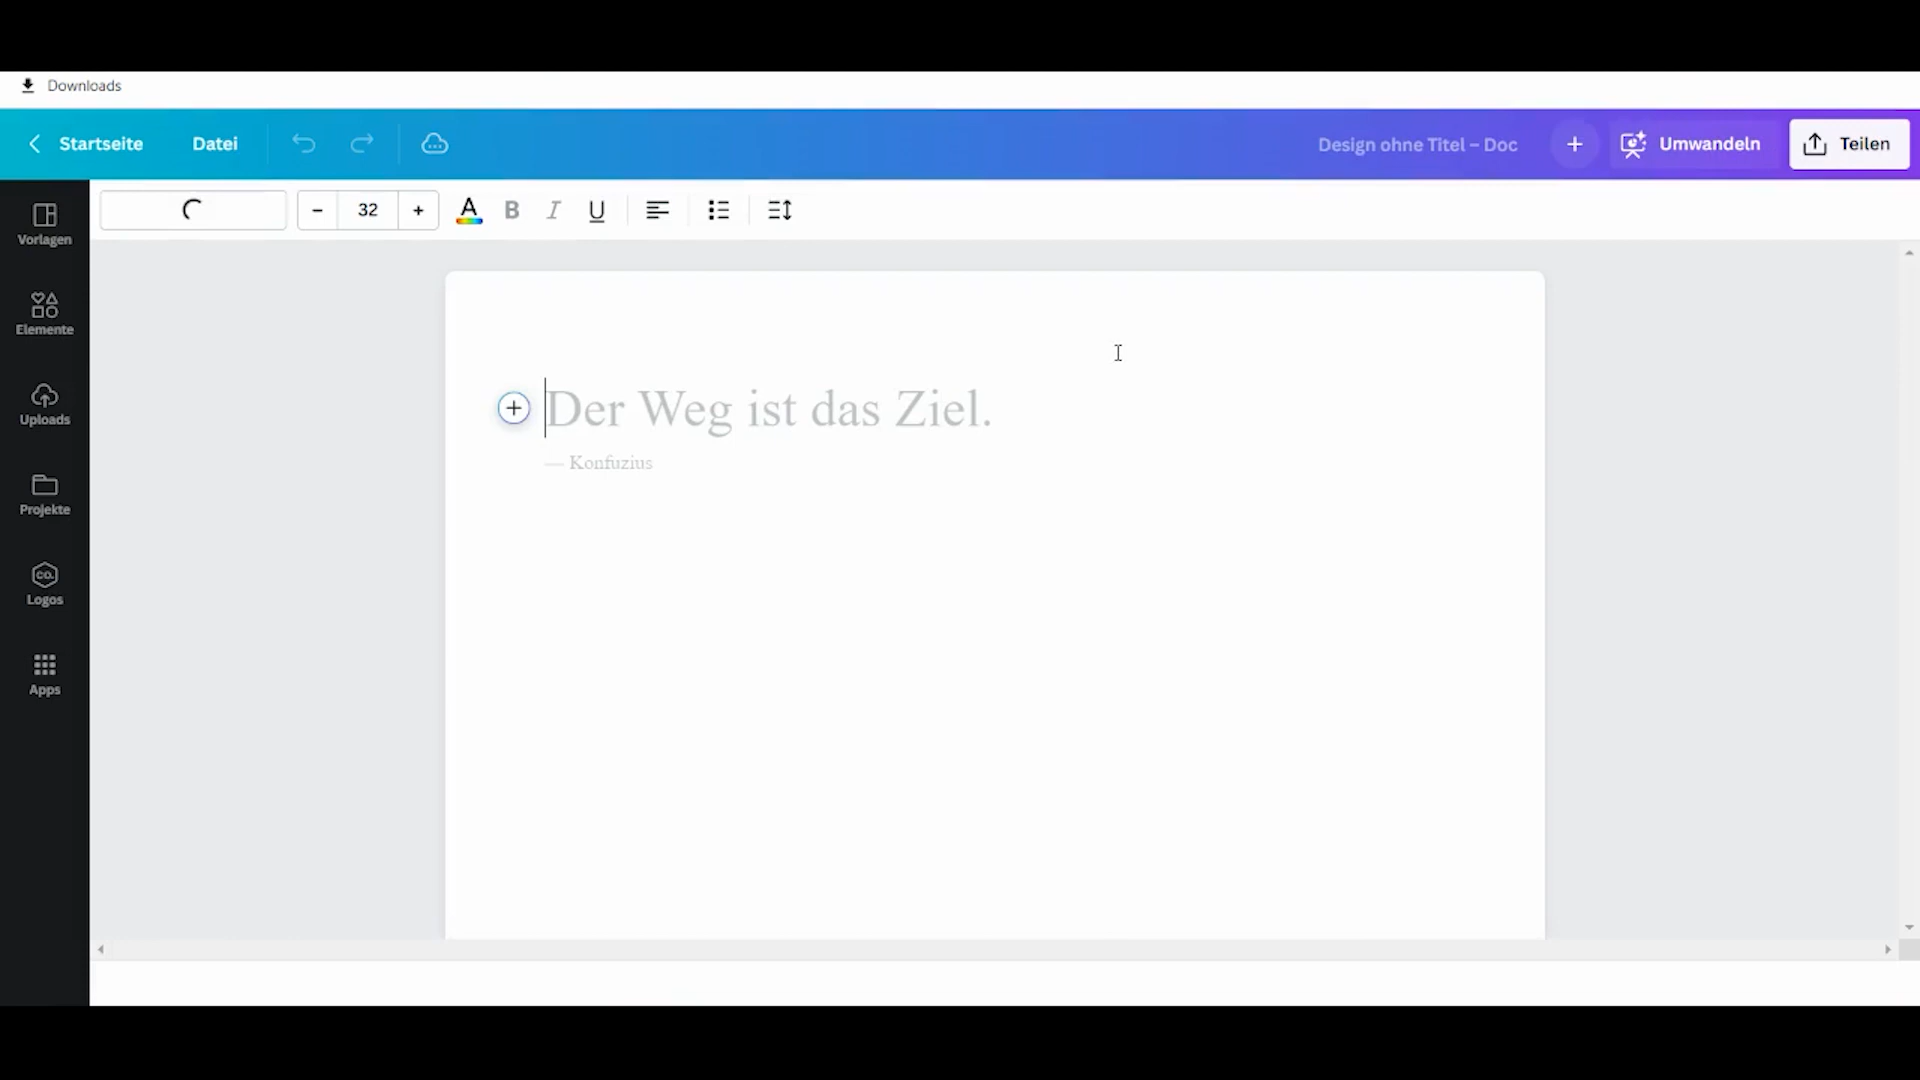 Downloads
Startseite Datei Design ohne Titel – Doc Umwandeln Teilen
32 A B I U
Vorlagen
Elemente
Uploads
Projekte
CO.
Logos
Apps
Der Weg ist das Ziel.
— Konfuzius